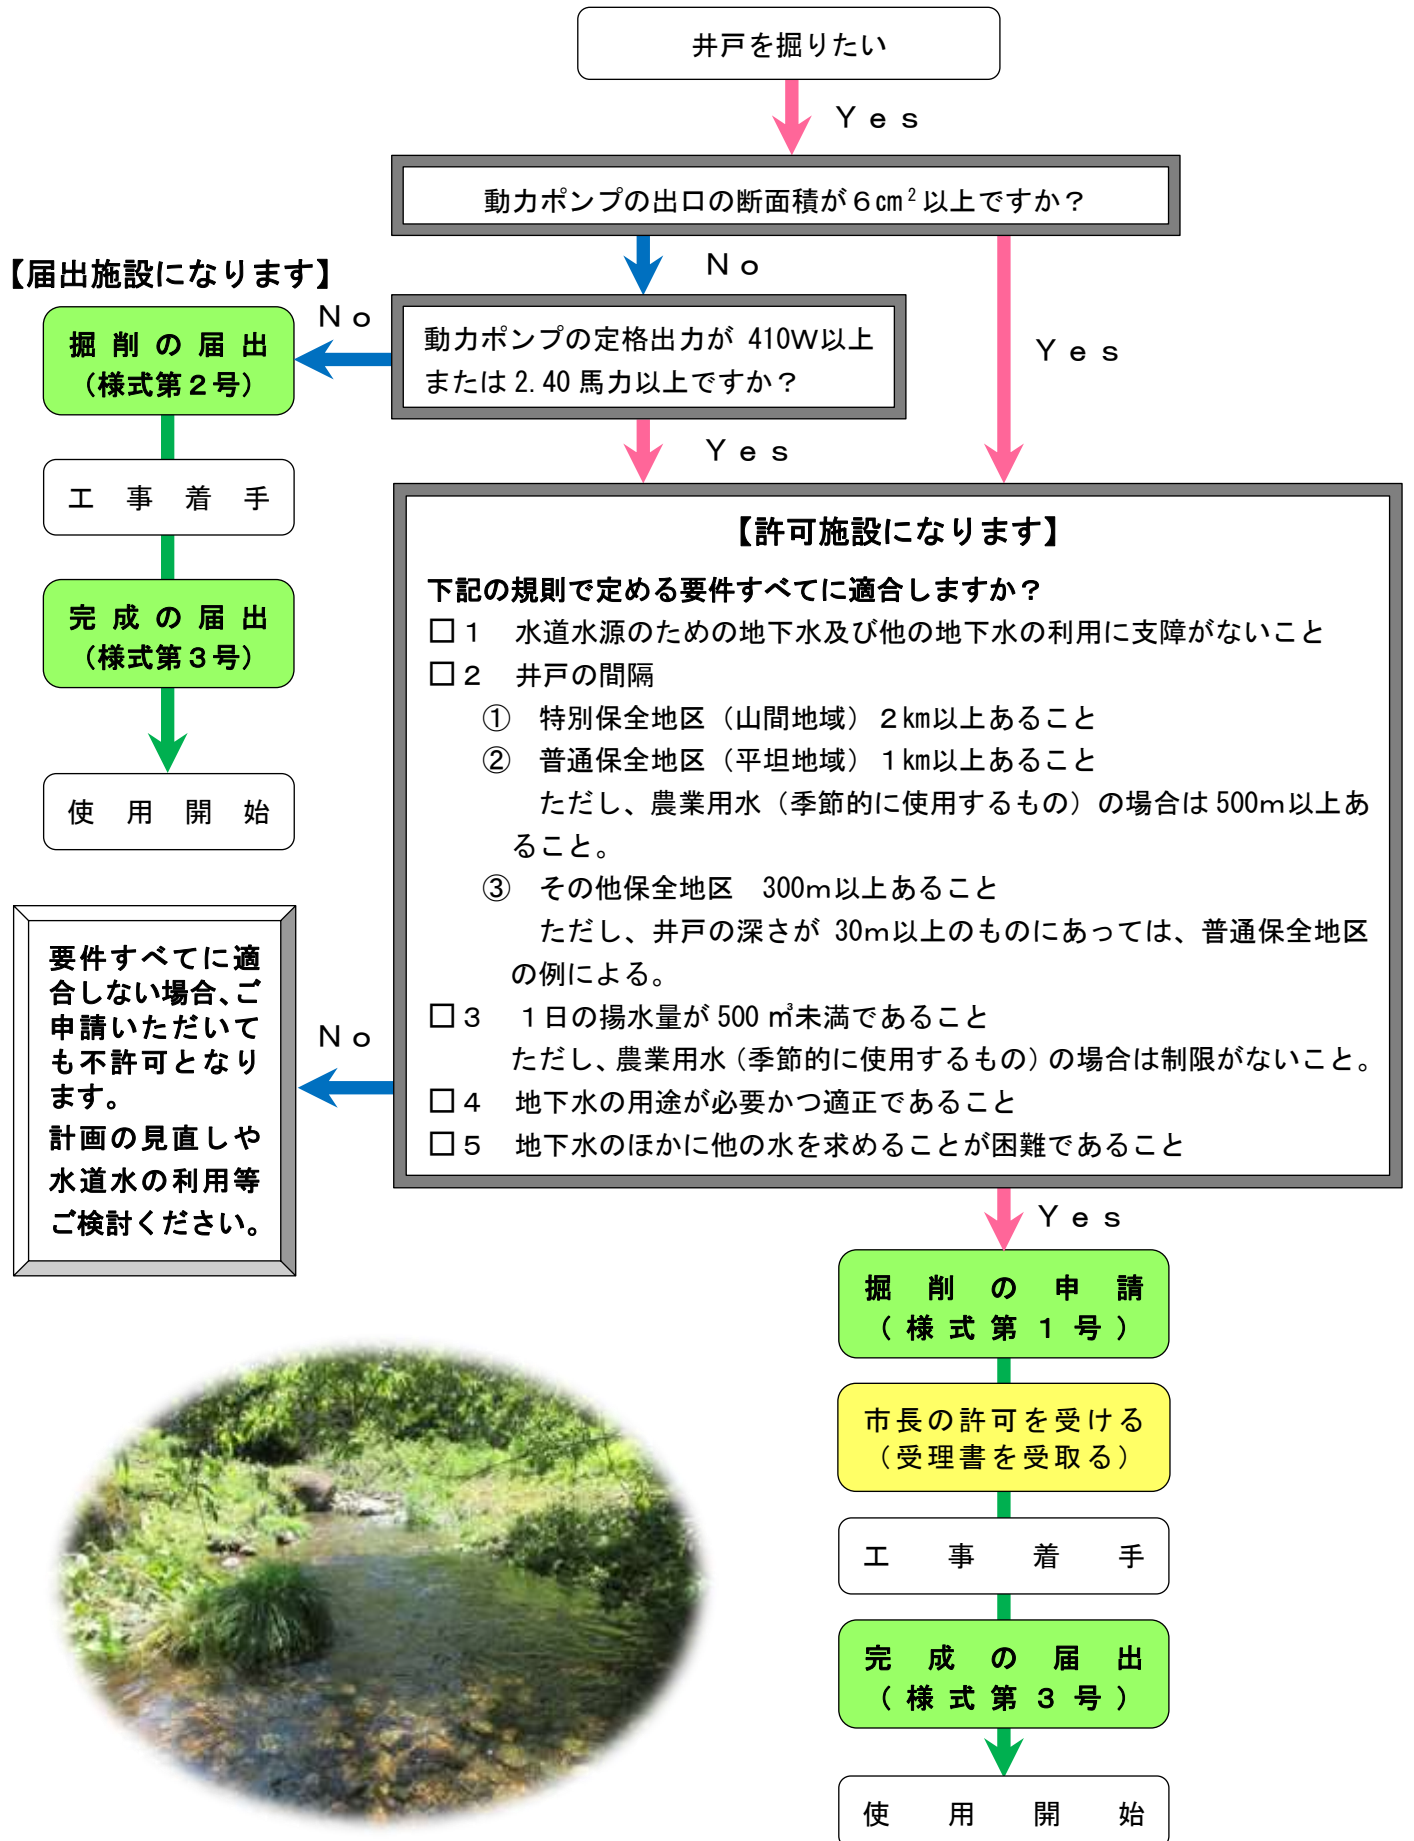 井戸を掘りたい
Yes
動力ポンプの出口の断面積が６㎝²以上ですか？
No
Yes
【届出施設になります】
掘削の届出
（様式第２号）
No
動力ポンプの定格出力が 410W以上
または 2.40 馬力以上ですか？
Yes
工事着手
完成の届出
（様式第３号）
使用開始
【許可施設になります】
下記の規則で定める要件すべてに適合しますか？
□１　水道水源のための地下水及び他の地下水の利用に支障がないこと
□２　井戸の間隔
①　特別保全地区（山間地域）２㎞以上あること
②　普通保全地区（平坦地域）１㎞以上あること
ただし、農業用水（季節的に使用するもの）の場合は 500ｍ以上あ
ること。
③　その他保全地区　300ｍ以上あること
ただし、井戸の深さが 30ｍ以上のものにあっては、普通保全地区
の例による。
□３　１日の揚水量が 500 ㎥未満であること
ただし、農業用水（季節的に使用するもの）の場合は制限がないこと。
□４　地下水の用途が必要かつ適正であること
□５　地下水のほかに他の水を求めることが困難であること
No
要件すべてに適
合しない場合、ご
申請いただいて
も不許可となり
ます。
計画の見直しや
水道水の利用等
ご検討ください。
Yes
掘削の申請
（様式第１号）
市長の許可を受ける
（受理書を受取る）
工事着手
完成の届出
（様式第３号）
使用開始